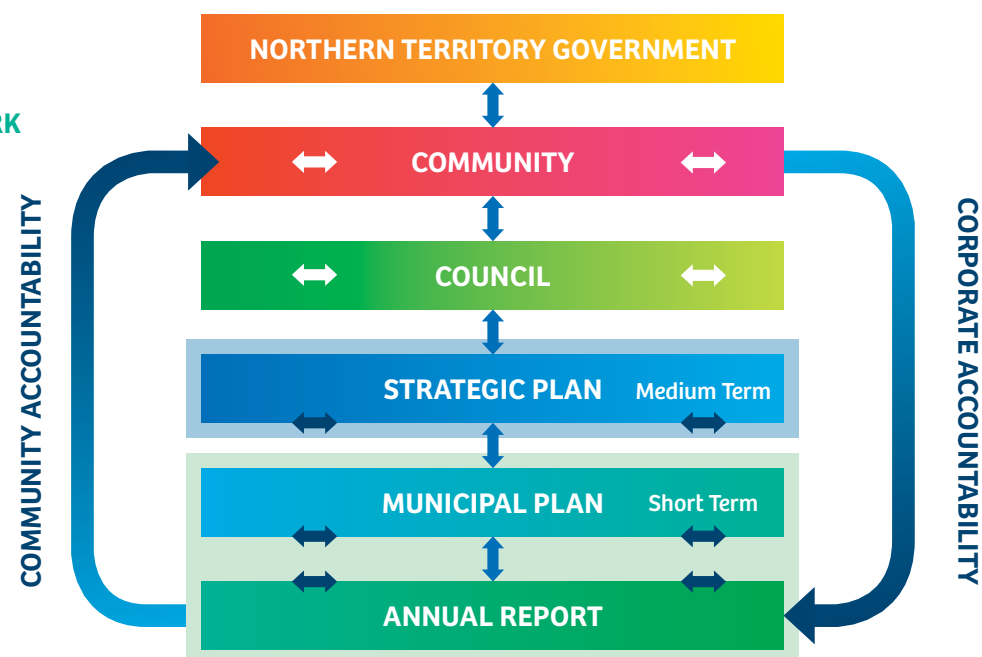 NORTHERN TERRITORY GOVERNMENT
RK
COMMUNITY
COUNCIL
STRATEGIC PLAN Medium Term
MUNICIPAL PLAN Short Term
ANNUAL REPORT
COMMUNITY ACCOUNTABILITY
CORPORATE ACCOUNTABILITY